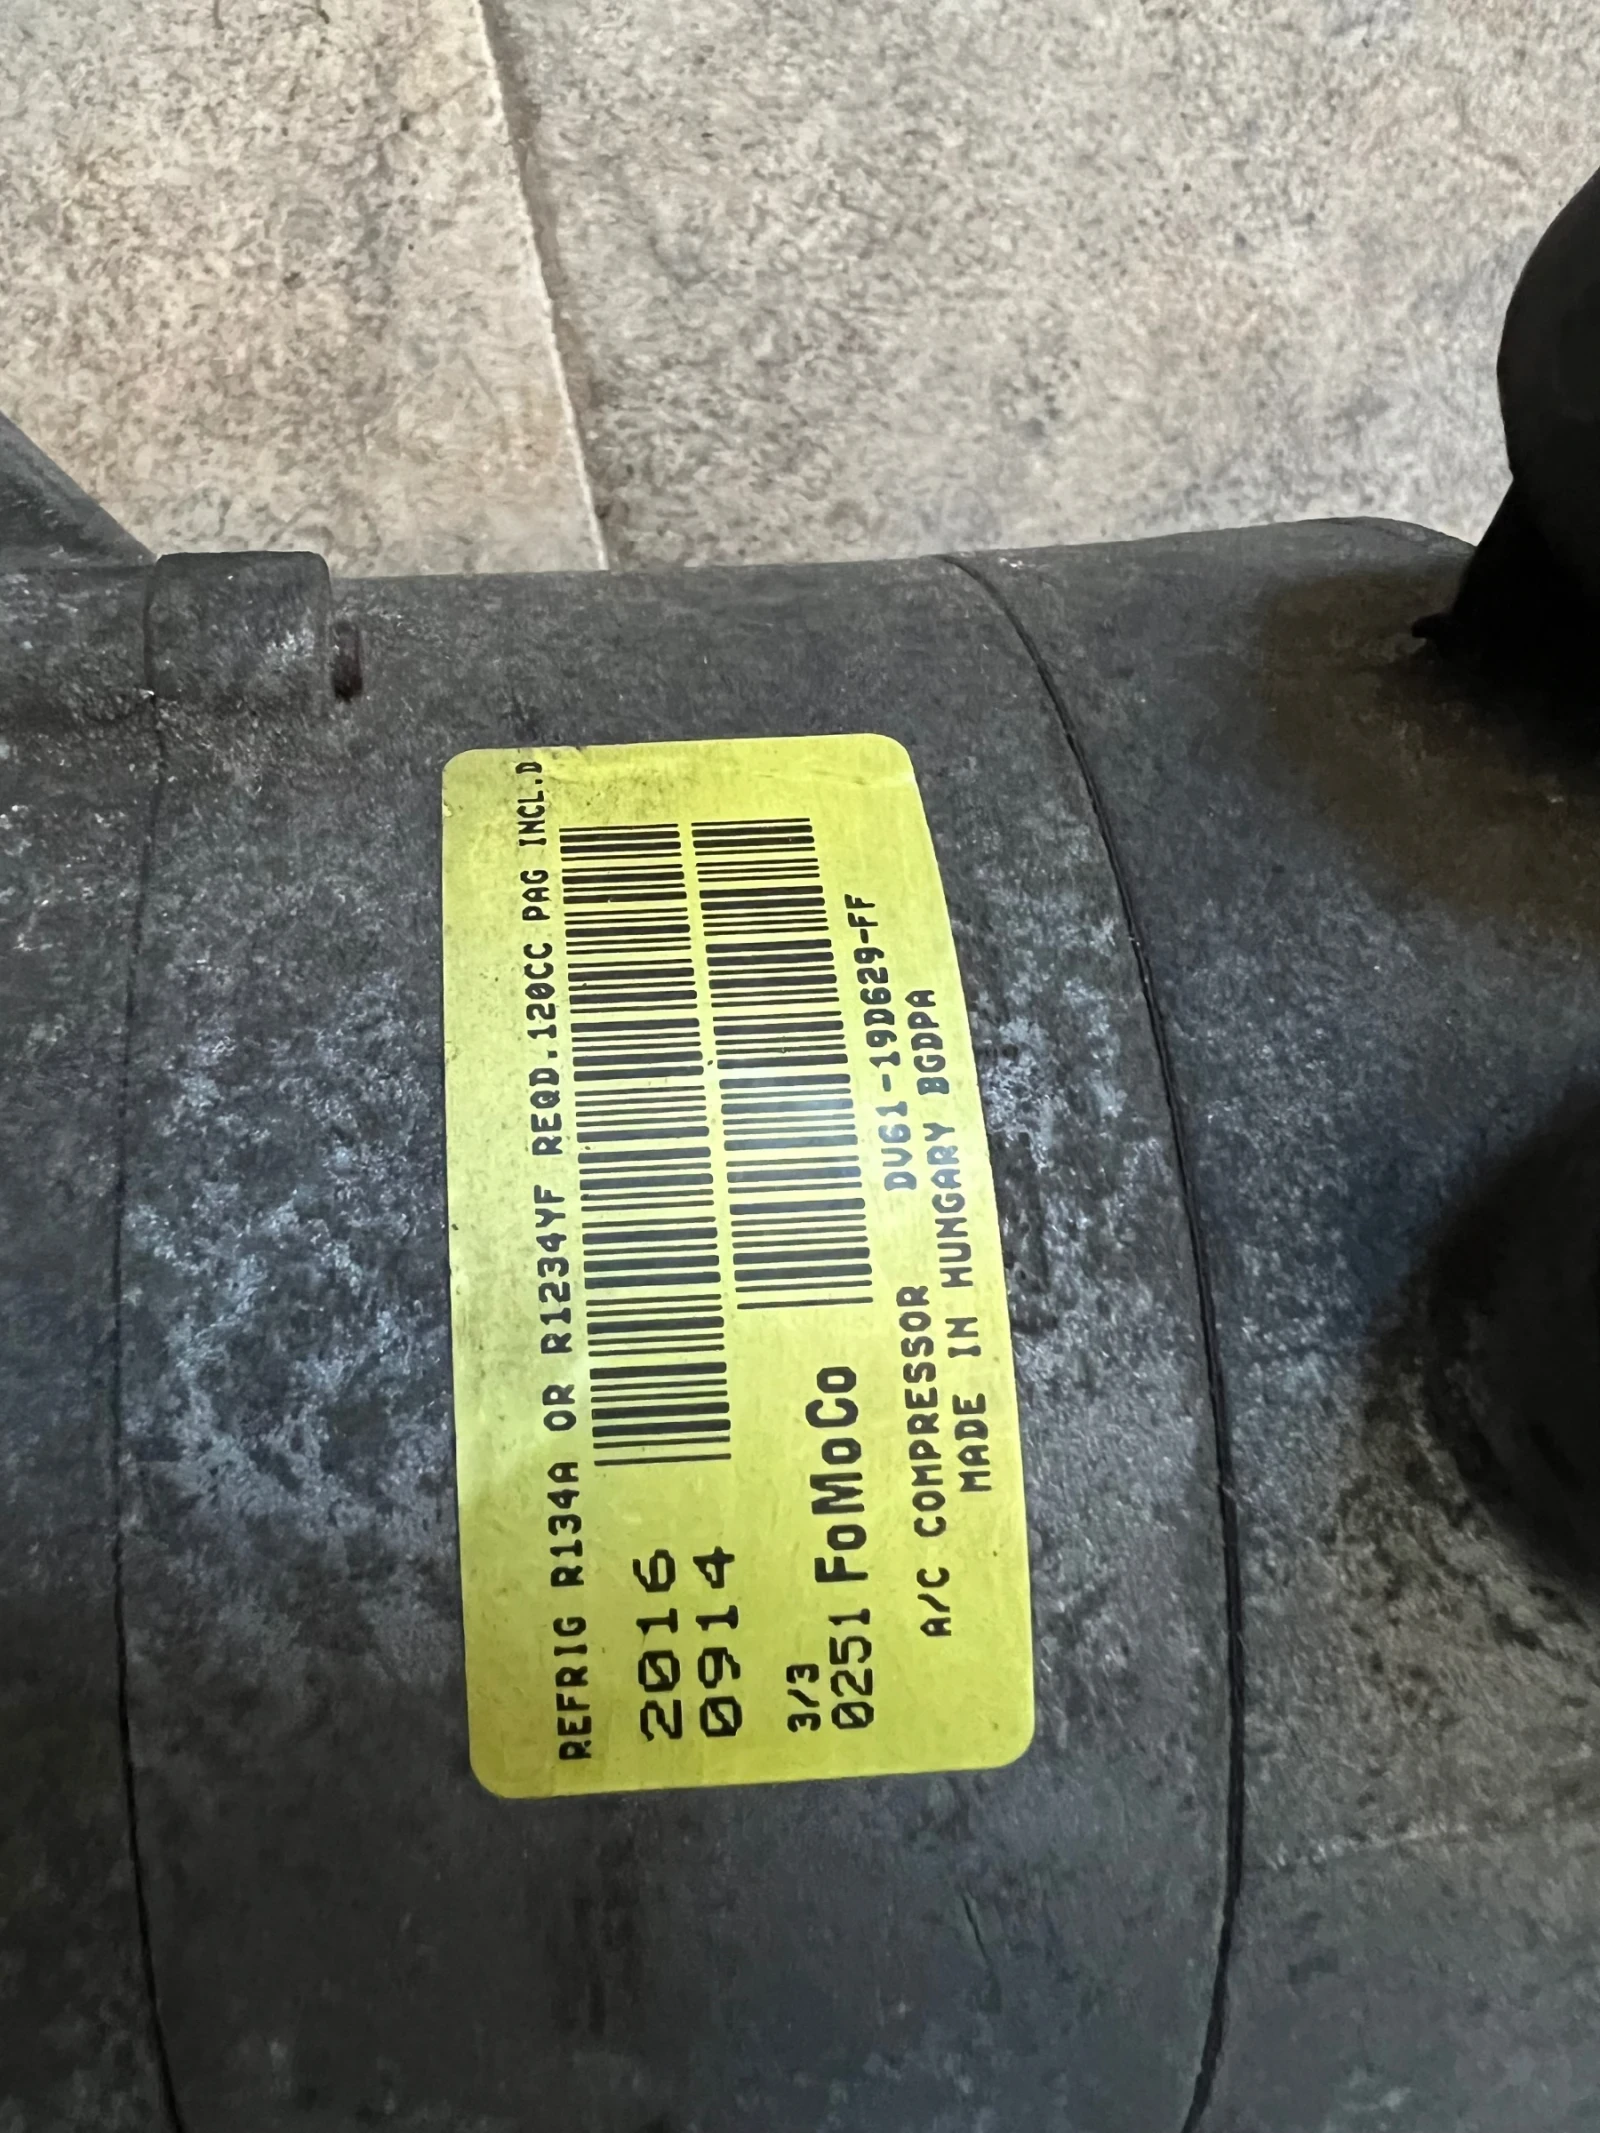 REFRIG R134A OR R1234YF REQD.120CC PAG INCL.D
2016
0914
3/3
0251 FoMoCo
A/C COMPRESSOR DV61-19D629-FF
MADE IN HUNGARY BGDPA